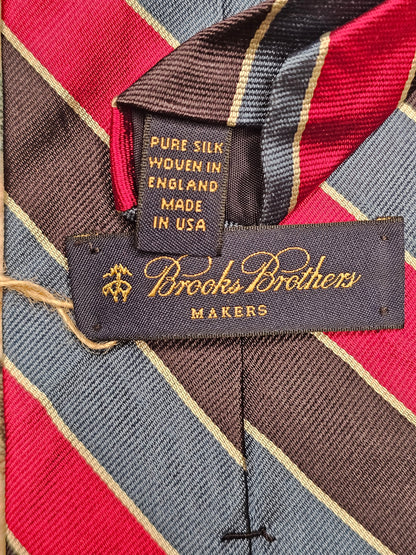 PURE SILK
WOVEN IN
ENGLAND
MADE
IN USA
Brooks Brothers
MAKERS